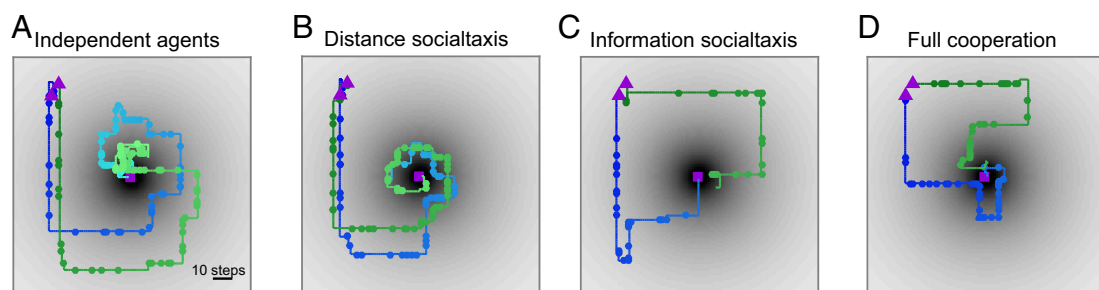 A Independent agents
B Distance socialtaxis
C Information socialtaxis
D Full cooperation
10 steps